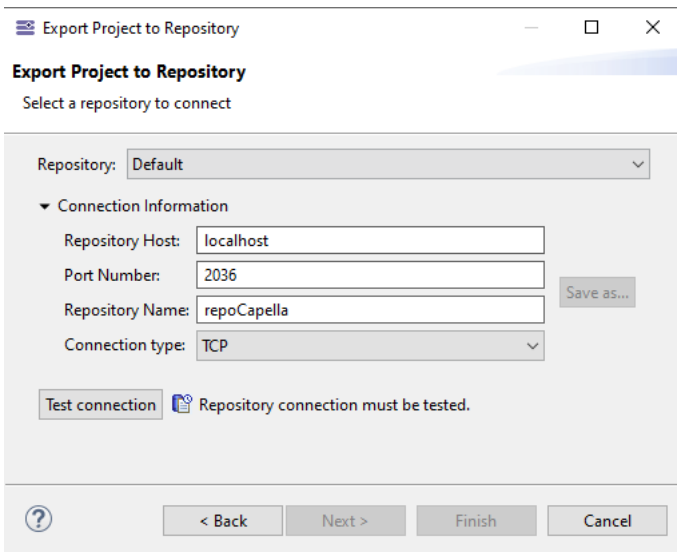 Export Project to Repository
Export Project to Repository
Select a repository to connect
Repository: Default
Connection Information
Repository Host: localhost
Port Number: 2036
Save as...
Repository Name: repoCapella
Connection type: TCP
Test connection Repository connection must be tested.
? < Back Next > Finish Cancel